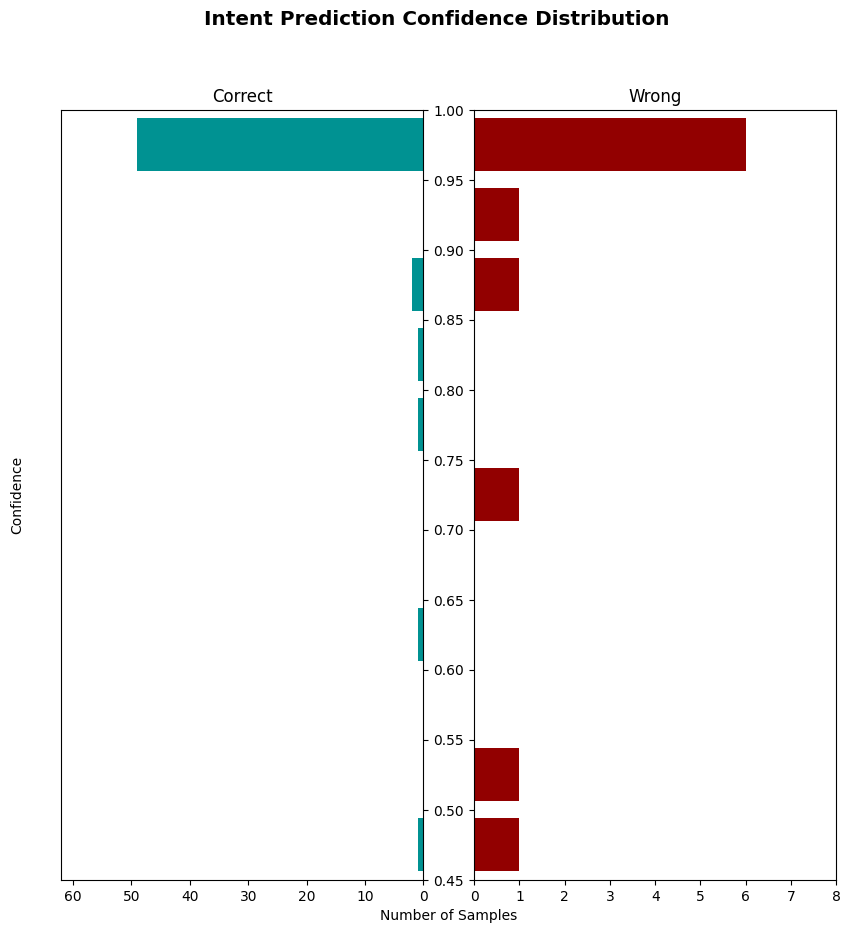 Intent Prediction Confidence Distribution
Correct
Wrong
1.00
0.95
0.90
0.85
0.80
0.75
0.70
0.65
0.60
0.55
0.50
0.45
Confidence
60 50 40 30 20 10 0
0 1 2 3 4 5 6 7 8
Number of Samples